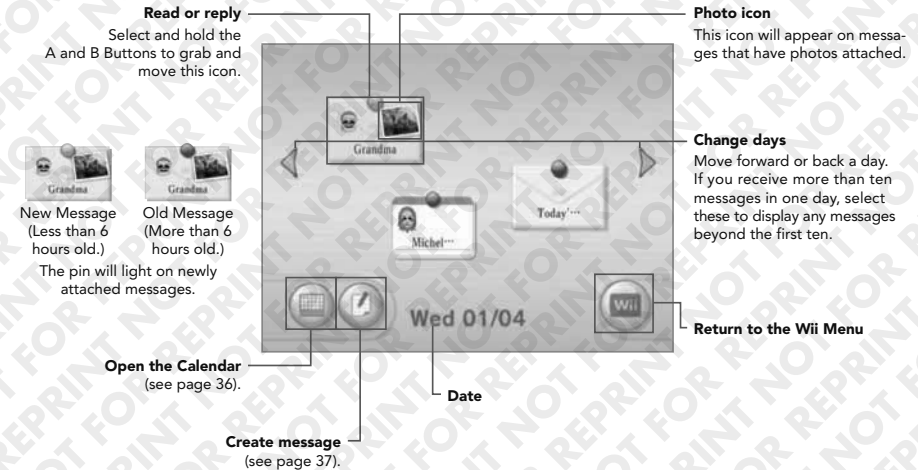 Read or reply
Select and hold the
A and B Buttons to grab and
move this icon.
Photo icon
This icon will appear on messa-
ges that have photos attached.
Grandma
Change days
Move forward or back a day.
If you receive more than ten
messages in one day, select
these to display any messages
beyond the first ten.
Grandma
Grandma
New Message
(Less than 6
hours old.)
Old Message
(More than 6
hours old.)
The pin will light on newly
attached messages.
Michel···
Today'···
Wii
Wed 01/04
Return to the Wii Menu
Open the Calendar
(see page 36).
Date
Create message
(see page 37).
NOT FOR REPRINT